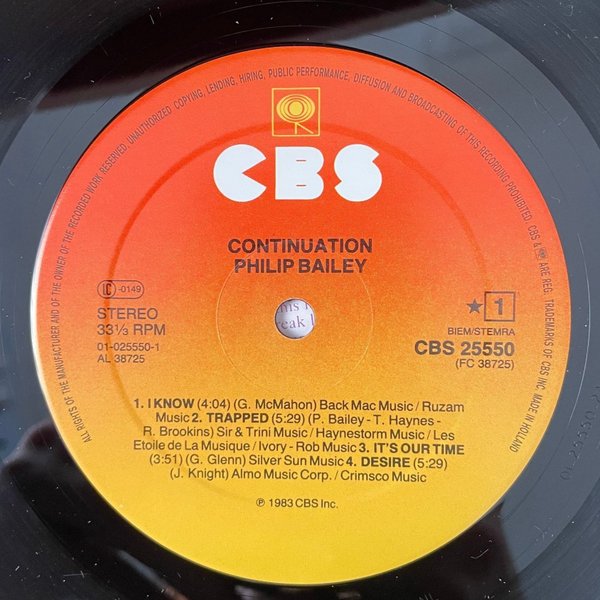 ALL RIGHTS OF THE MANUFACTURER AND OF THE OWNER OF THE RECORDED WORK RESERVED, UNAUTHORIZED COPYING, LENDING, HIRING, PUBLIC PERFORMANCE, DIFFUSION AND BROADCASTING OF THIS RECORDING PROHIBITED. CBS & ARE REG. TRADEMARKS OF CBS INC. MADE IN HOLLAND
CBS
CONTINUATION
PHILIP BAILEY
LC -0149
STEREO
33⅓ RPM
01-025550-1
AL 38725
★ 1
BIEM/STEMRA
CBS 25550
(FC 38725)
1. I KNOW (4:04) (G. McMahon) Back Mac Music / Ruzam
Music 2. TRAPPED (5:29) (P. Bailey - T. Haynes -
R. Brookins) Sir & Trini Music / Haynestorm Music / Les
Etoile de La Musique / Ivory - Rob Music 3. IT'S OUR TIME
(3:51) (G. Glenn) Silver Sun Music 4. DESIRE (5:29)
(J. Knight) Almo Music Corp. / Crimsco Music
℗ 1983 CBS Inc.